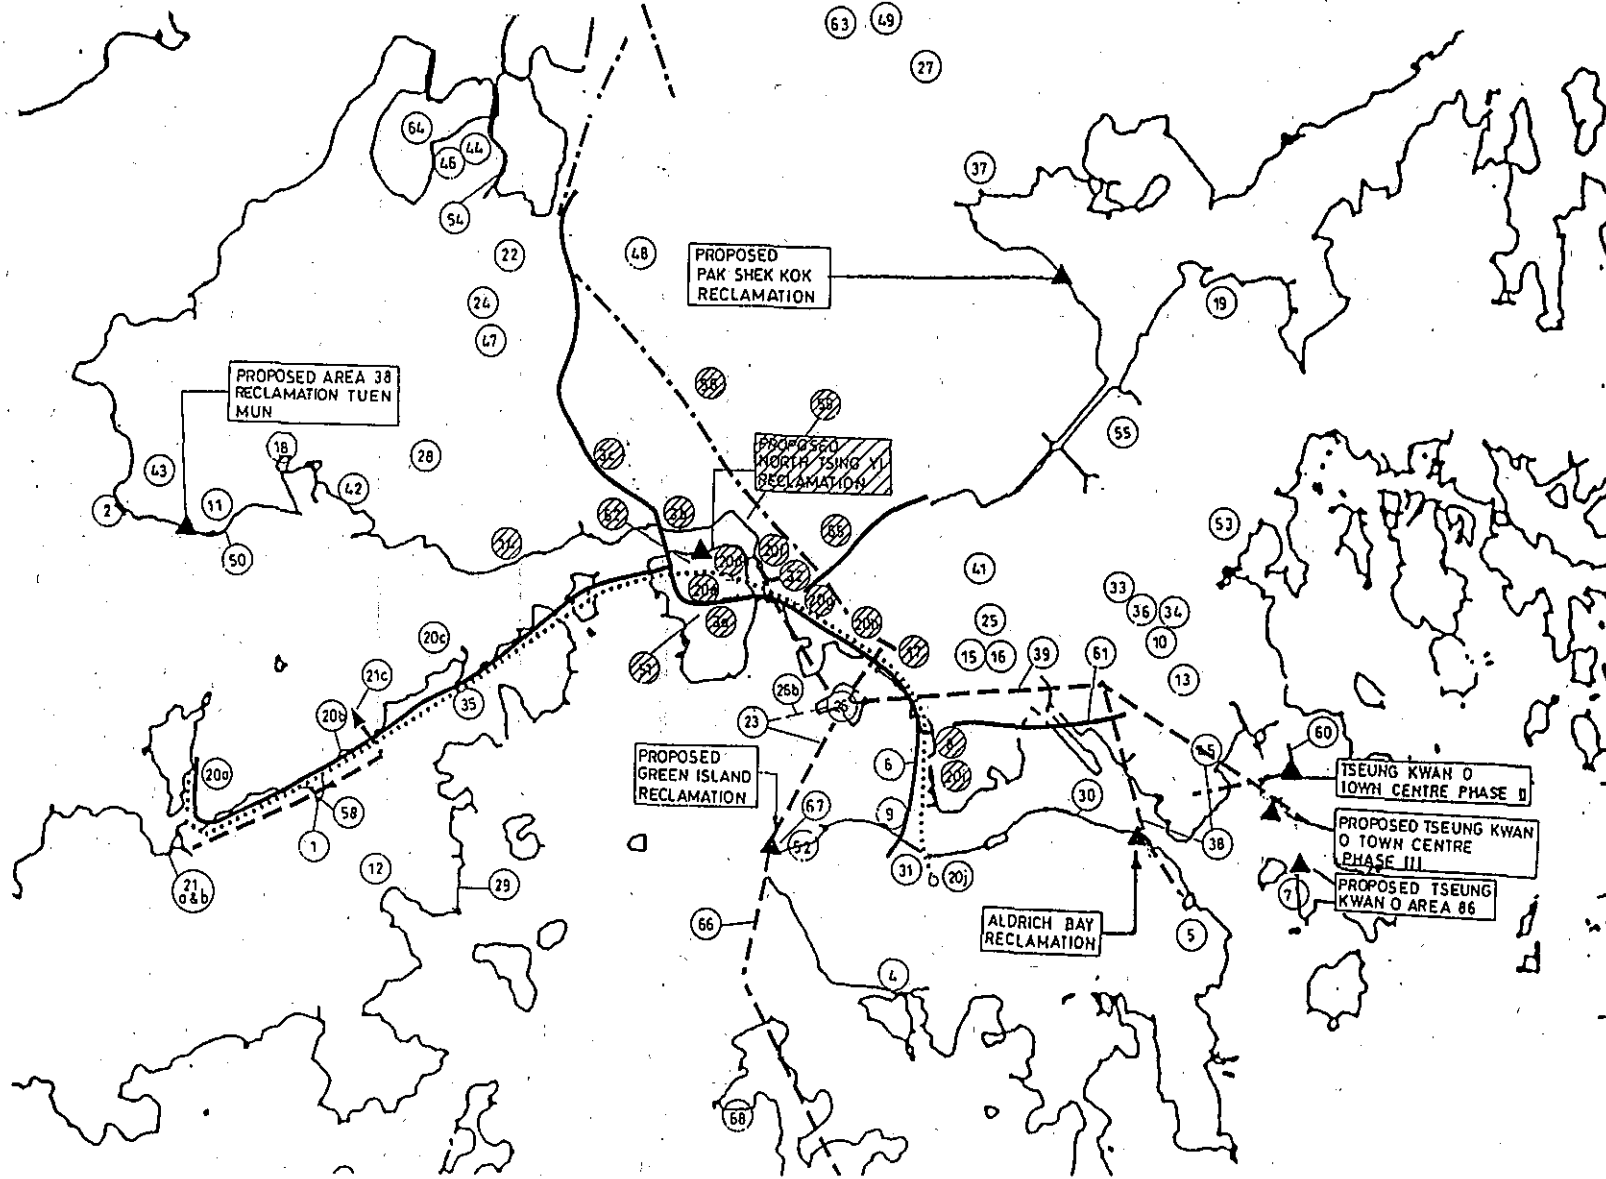 63
49
27
64
44
46
54
37
22
48
PROPOSED
PAK SHEK KOK
RECLAMATION
24
19
47
PROPOSED AREA 38
RECLAMATION TUEN
MUN
55
18
28
43
42
2
11
50
53
PROPOSED
NORTH TSING YI
RECLAMATION
41
33
36
34
25
10
20c
15
16
39
61
21c
13
35
26b
23
20b
60
20a
PROPOSED
GREEN ISLAND
RECLAMATION
6
TSEUNG KWAN O
TOWN CENTRE PHASE II
58
1
67
9
30
52
38
PROPOSED TSEUNG KWAN
O TOWN CENTRE
PHASE III
12
31
20j
21
a&b
29
7
PROPOSED TSEUNG
KWAN O AREA 86
66
ALDRICH BAY
RECLAMATION
5
4
68